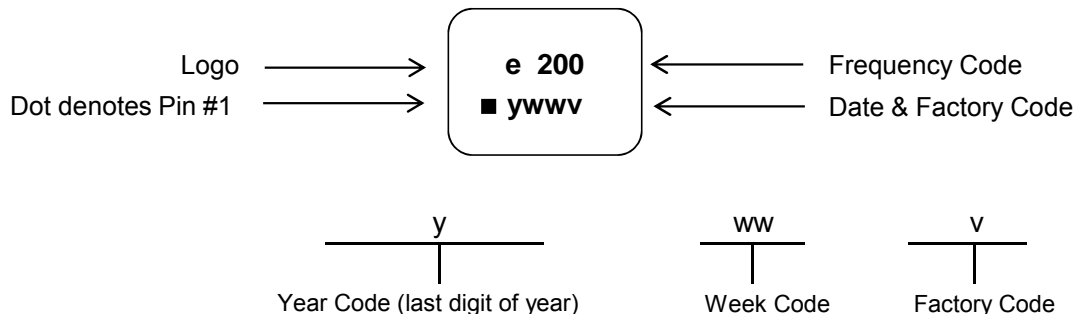 Logo e 200 Frequency Code
Dot denotes Pin #1 ■ ywwv Date & Factory Code
y ww v
Year Code (last digit of year) Week Code Factory Code